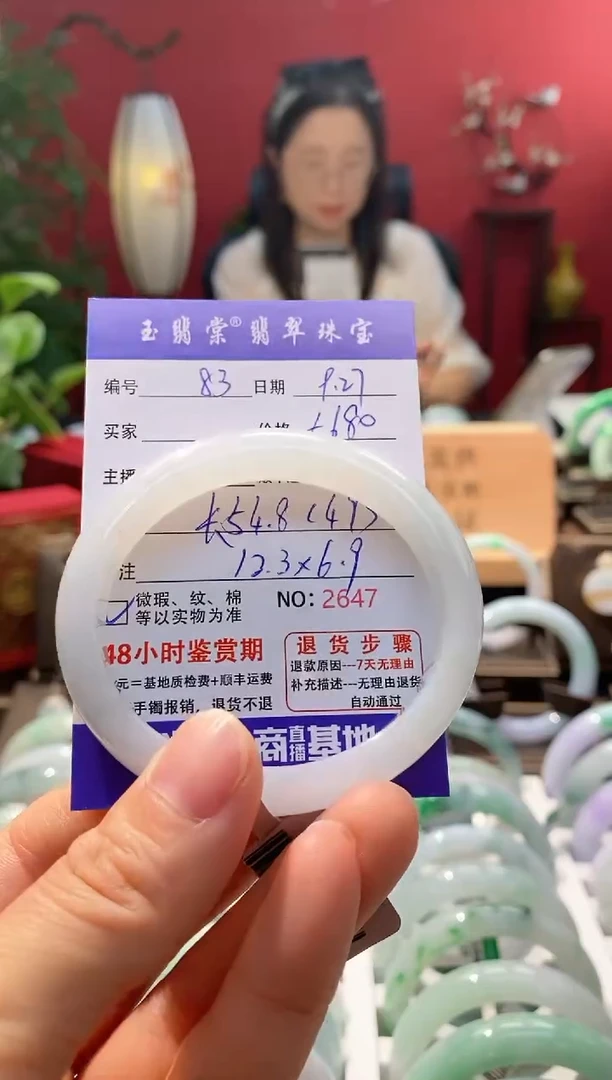 玉翡棠®翡翠珠宝
编号 83 日期 9.27
买家 价格 680
主播
长54.8(49)
注 12.3×6.9
微瑕、纹、棉
等以实物为准
NO: 2647
48小时鉴赏期
元=基地质检费+顺丰运费
手镯报销，退货不退
退货步骤
退款原因---7天无理由
补充描述---无理由退货
自动通过
商直播基地